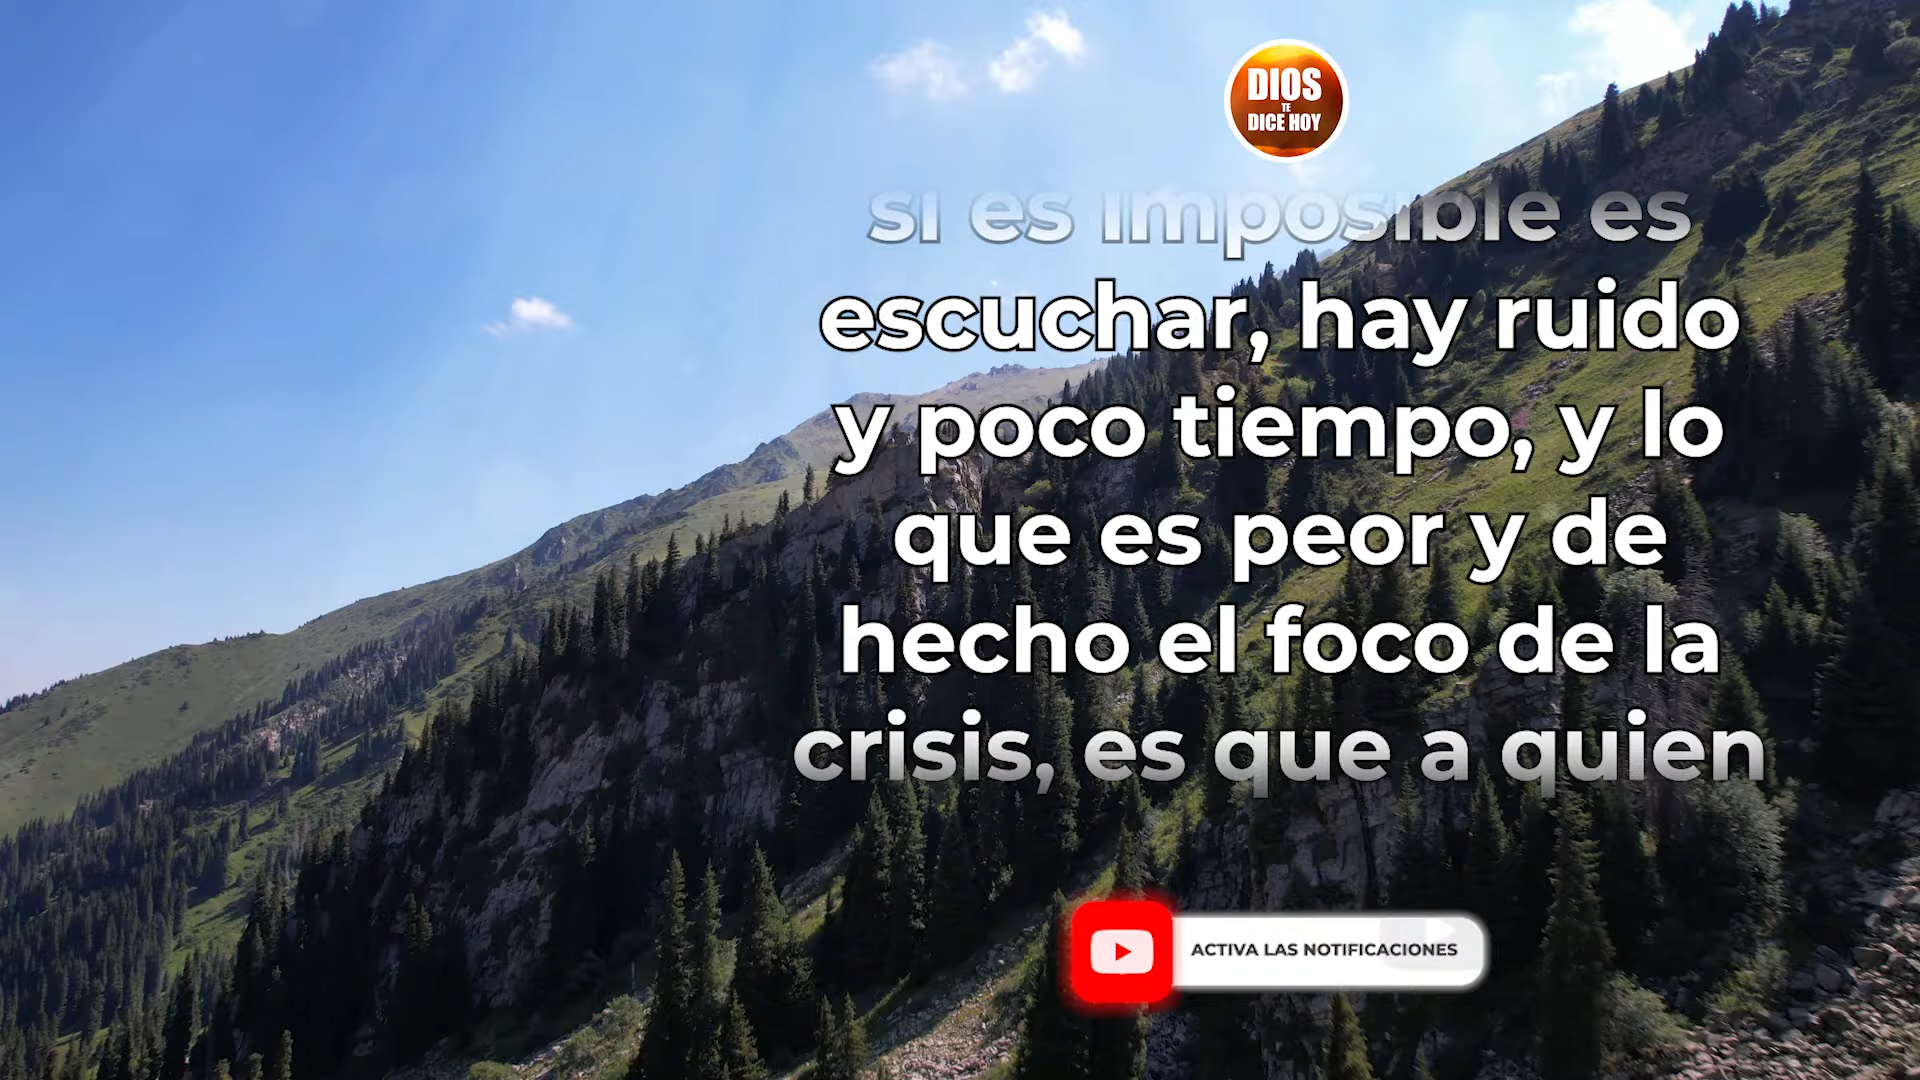 DIOS
TE
DICE HOY
si es imposible es
escuchar, hay ruido
y poco tiempo, y lo
que es peor y de
hecho el foco de la
crisis, es que a quien
ACTIVA LAS NOTIFICACIONES